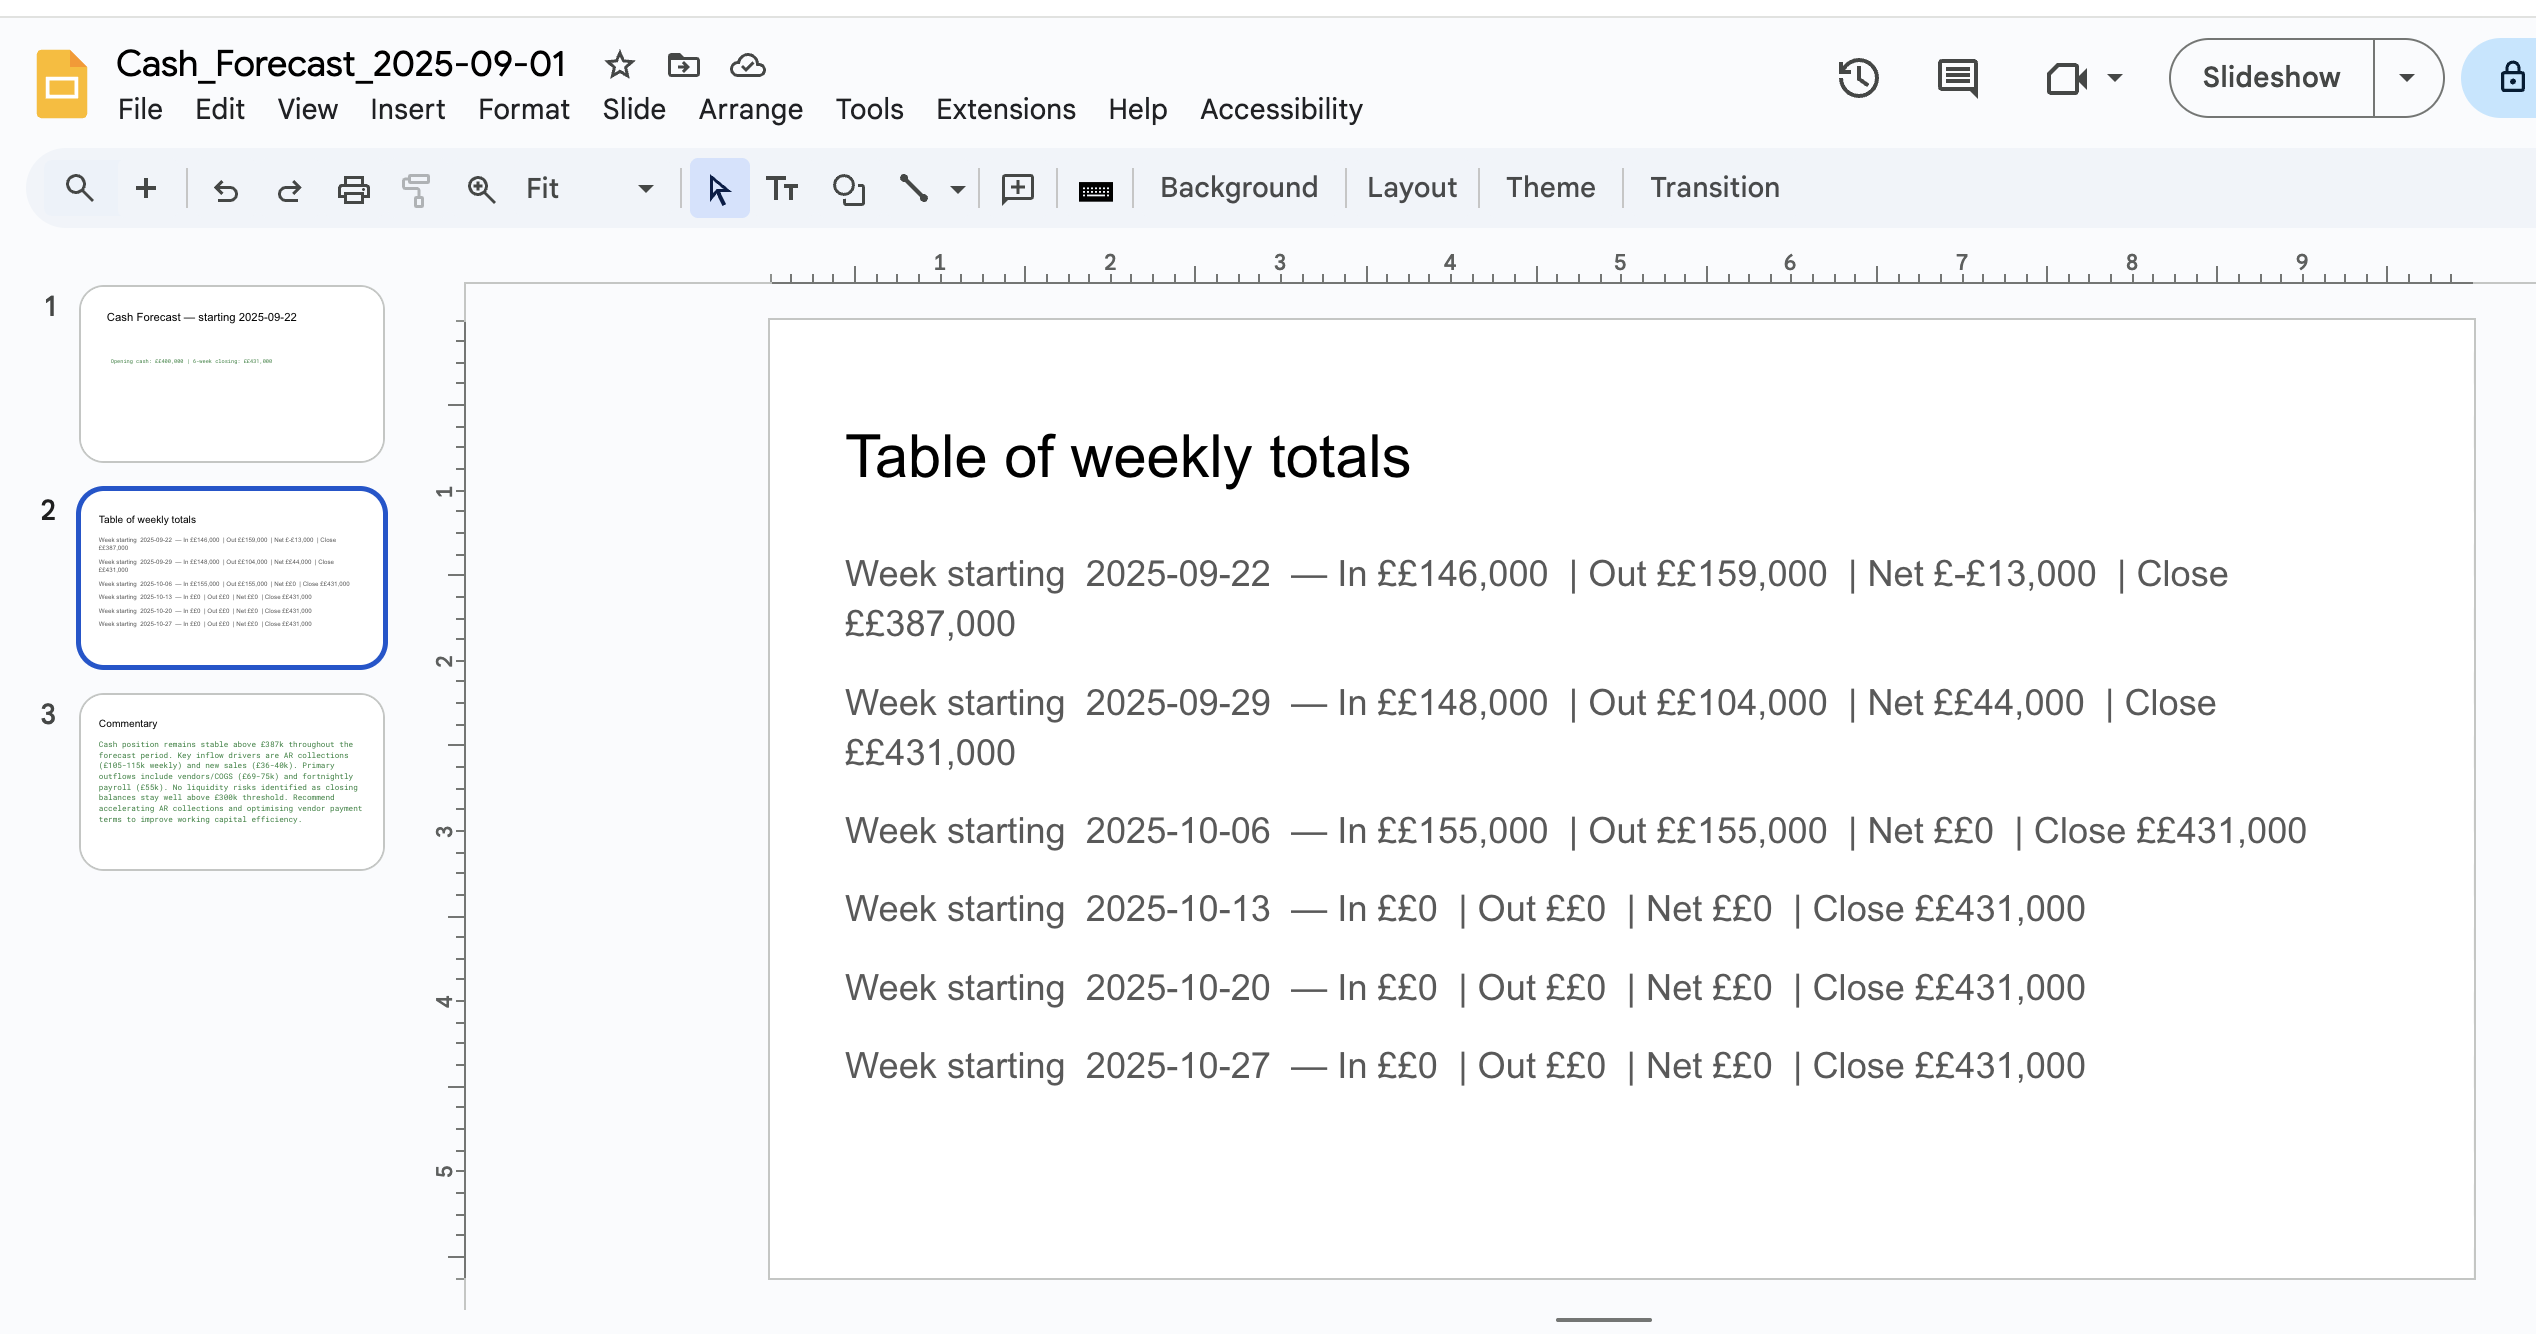 Cash_Forecast_2025-09-01
File Edit View Insert Format Slide Arrange Tools Extensions Help Accessibility
Slideshow
Fit
Background Layout Theme Transition
1 2 3 4 5 6 7 8 9
1
Cash Forecast — starting 2025-09-22
Opening cash: ££400,000 | 6-week closing: ££431,000
2
Table of weekly totals
Week starting 2025-09-22 — In ££146,000 | Out ££159,000 | Net £-£13,000 | Close
££387,000
Week starting 2025-09-29 — In ££148,000 | Out ££104,000 | Net ££44,000 | Close
££431,000
Week starting 2025-10-06 — In ££155,000 | Out ££155,000 | Net ££0 | Close ££431,000
Week starting 2025-10-13 — In ££0 | Out ££0 | Net ££0 | Close ££431,000
Week starting 2025-10-20 — In ££0 | Out ££0 | Net ££0 | Close ££431,000
Week starting 2025-10-27 — In ££0 | Out ££0 | Net ££0 | Close ££431,000
3
Commentary
Cash position remains stable above £387k throughout the
forecast period. Key inflow drivers are AR collections
(£105-115k weekly) and new sales (£36-40k). Primary
outflows include vendors/COGS (£69-75k) and fortnightly
payroll (£55k). No liquidity risks identified as closing
balances stay well above £300k threshold. Recommend
accelerating AR collections and optimising vendor payment
terms to improve working capital efficiency.
1
2
3
4
5
Table of weekly totals
Week starting 2025-09-22 — In ££146,000 | Out ££159,000 | Net £-£13,000 | Close
££387,000
Week starting 2025-09-29 — In ££148,000 | Out ££104,000 | Net ££44,000 | Close
££431,000
Week starting 2025-10-06 — In ££155,000 | Out ££155,000 | Net ££0 | Close ££431,000
Week starting 2025-10-13 — In ££0 | Out ££0 | Net ££0 | Close ££431,000
Week starting 2025-10-20 — In ££0 | Out ££0 | Net ££0 | Close ££431,000
Week starting 2025-10-27 — In ££0 | Out ££0 | Net ££0 | Close ££431,000